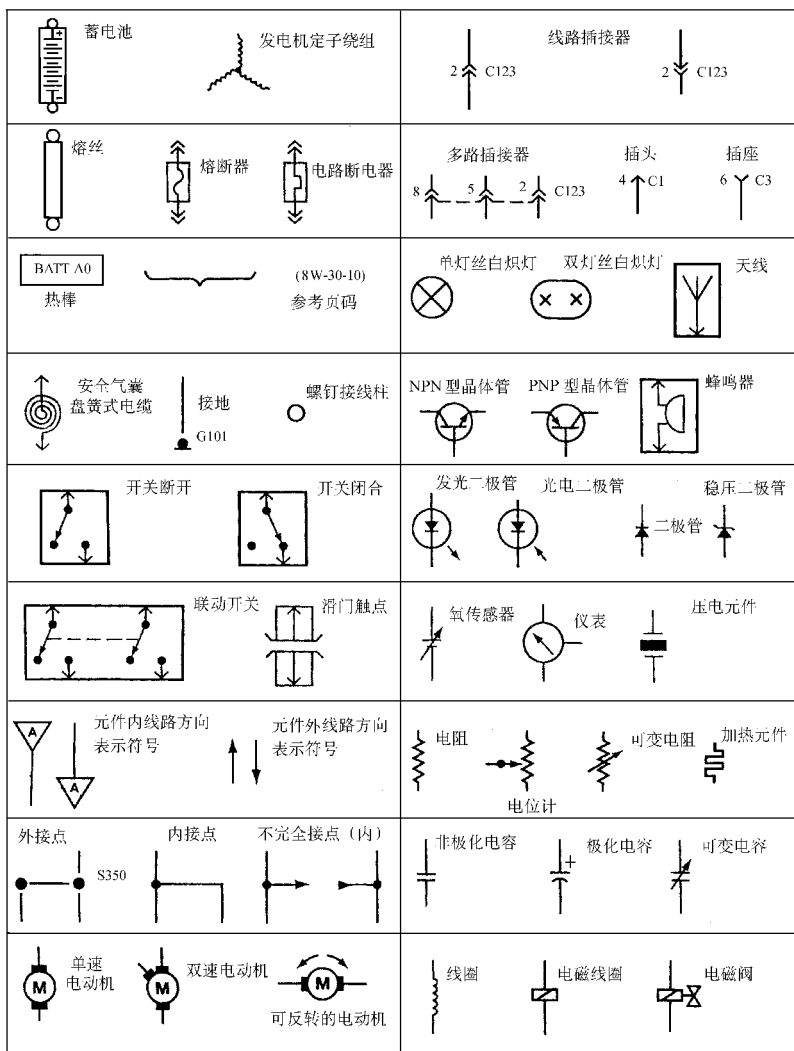 蓄电池
发电机定子绕组
线路插接器
2 C123
2 C123
熔丝
熔断器
电路断电器
多路插接器
8 5 2 C123
插头
4 C1
插座
6 C3
BATT A0
热棒
(8W-30-10)
参考页码
单灯丝白炽灯
双灯丝白炽灯
天线
安全气囊
盘簧式电缆
接地
G101
螺钉接线柱
NPN 型晶体管
PNP 型晶体管
蜂鸣器
开关断开
开关闭合
发光二极管
光电二极管
二极管
稳压二极管
联动开关
滑门触点
氧传感器
仪表
压电元件
A
A
元件内线路方向
表示符号
元件外线路方向
表示符号
电阻
电位计
可变电阻
加热元件
外接点
S350
内接点
不完全接点（内）
非极化电容
极化电容
可变电容
M
单速
电动机
M
双速电动机
M
可反转的电动机
线圈
电磁线圈
电磁阀